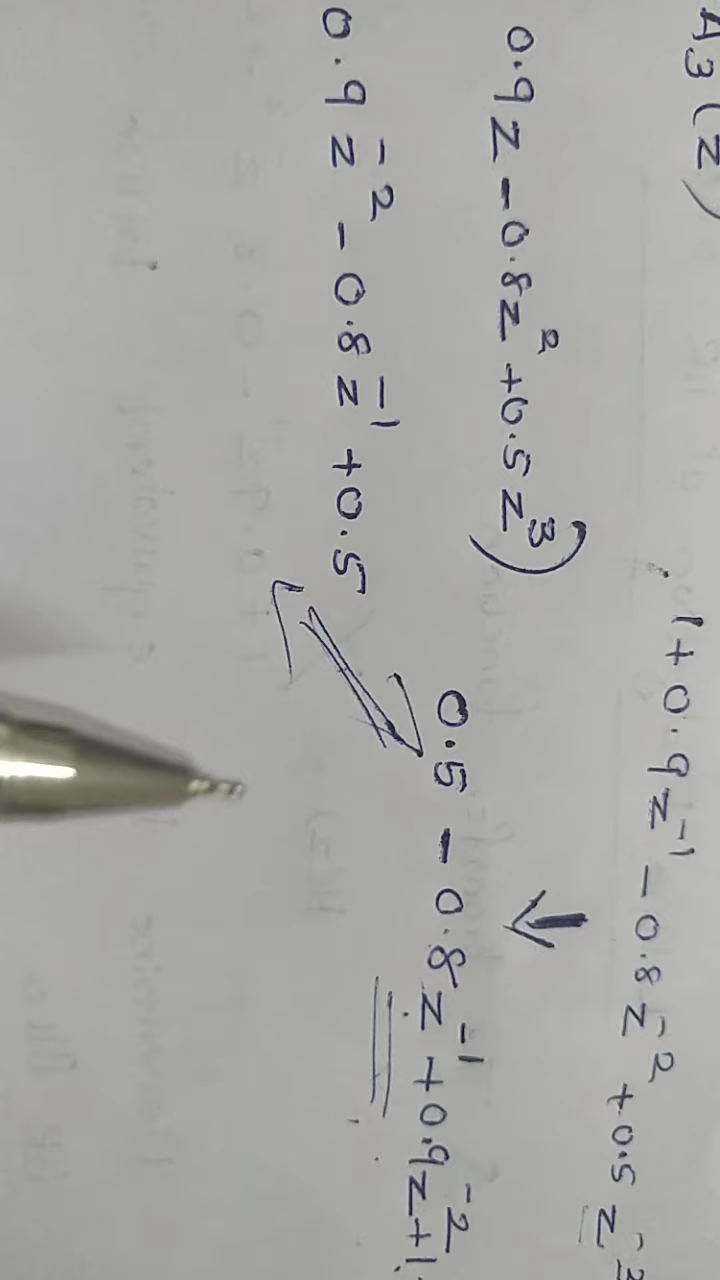 A₃(z)
1 + 0.9z⁻¹ - 0.8z⁻² + 0.5z⁻³
0.9z - 0.8z² + 0.5z³)
0.5 - 0.8z⁻¹ + 0.9z⁻² + 1.
0.9z⁻² - 0.8z⁻¹ + 0.5